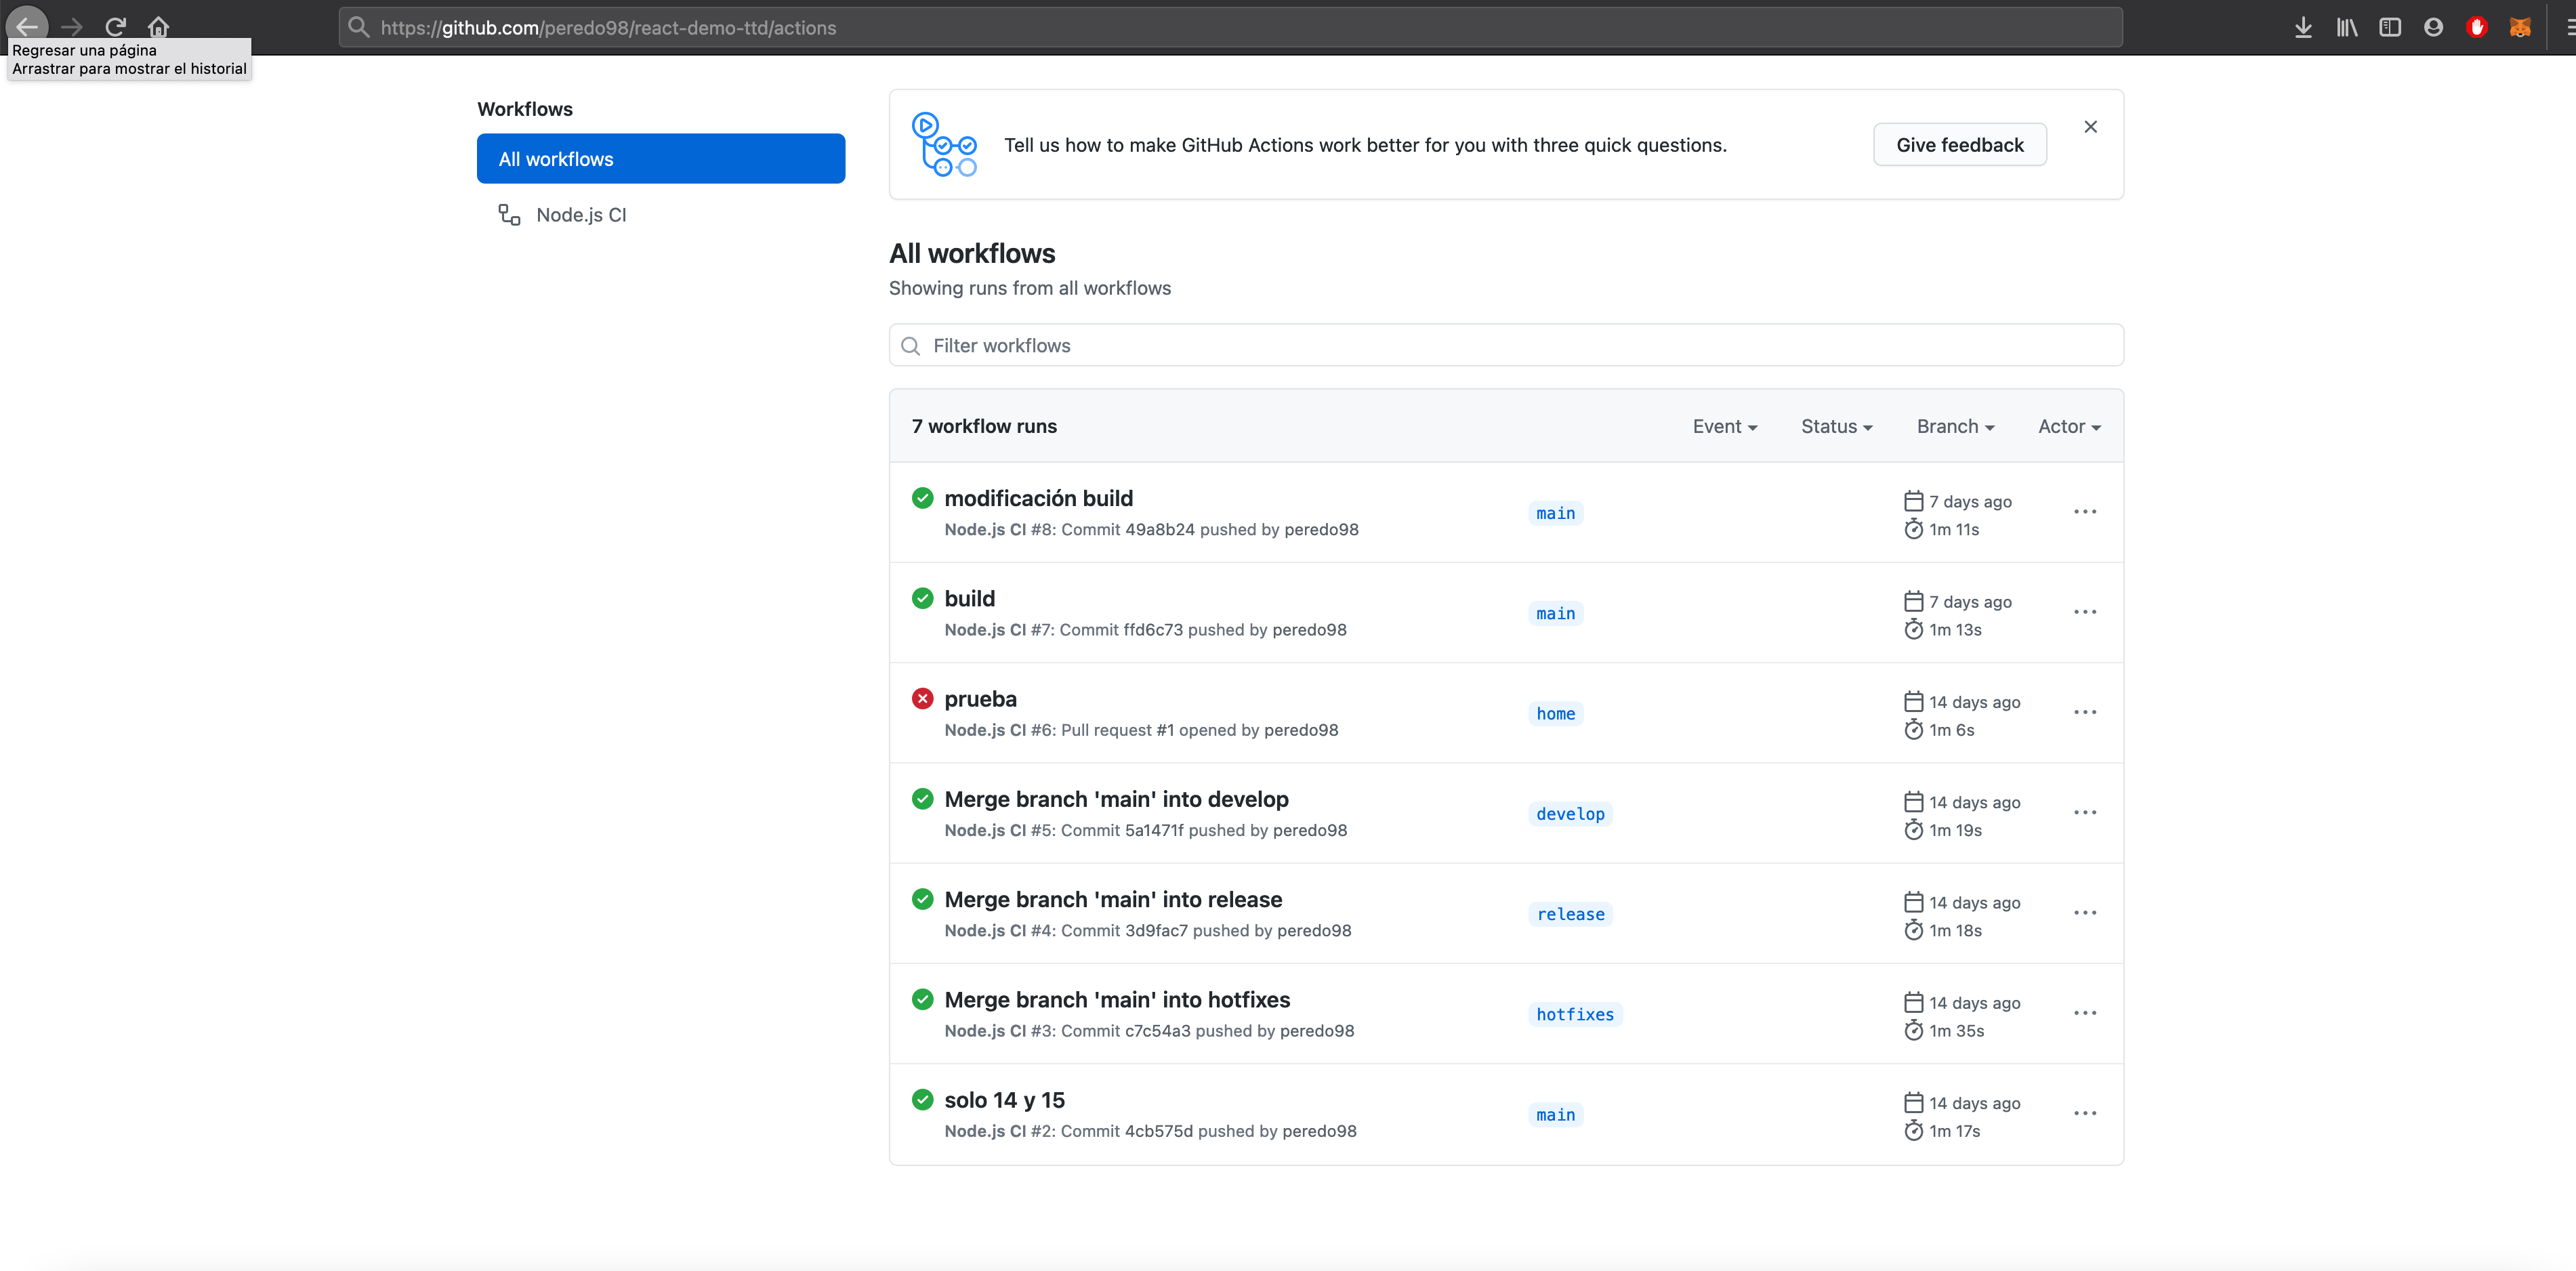 https://github.com/peredo98/react-demo-ttd/actions
Regresar una página
Arrastrar para mostrar el historial
Workflows
All workflows
Node.js CI
Tell us how to make GitHub Actions work better for you with three quick questions.
Give feedback
All workflows
Showing runs from all workflows
Filter workflows
7 workflow runs
Event
Status
Branch
Actor
modificación build
Node.js CI #8: Commit 49a8b24 pushed by peredo98
main
7 days ago
1m 11s
build
Node.js CI #7: Commit ffd6c73 pushed by peredo98
main
7 days ago
1m 13s
prueba
Node.js CI #6: Pull request #1 opened by peredo98
home
14 days ago
1m 6s
Merge branch 'main' into develop
Node.js CI #5: Commit 5a1471f pushed by peredo98
develop
14 days ago
1m 19s
Merge branch 'main' into release
Node.js CI #4: Commit 3d9fac7 pushed by peredo98
release
14 days ago
1m 18s
Merge branch 'main' into hotfixes
Node.js CI #3: Commit c7c54a3 pushed by peredo98
hotfixes
14 days ago
1m 35s
solo 14 y 15
Node.js CI #2: Commit 4cb575d pushed by peredo98
main
14 days ago
1m 17s